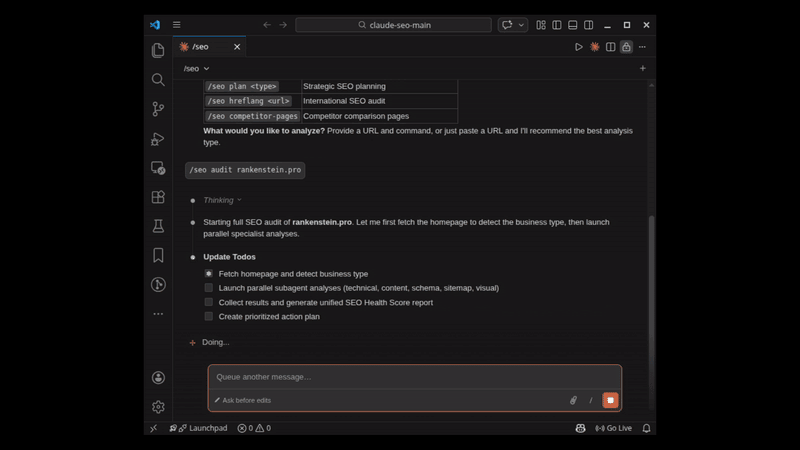 claude-seo-main
/seo
/seo
/seo plan <type> Strategic SEO planning
/seo hreflang <url> International SEO audit
/seo competitor-pages Competitor comparison pages
What would you like to analyze? Provide a URL and command, or just paste a URL and I'll recommend the best analysis
type.
/seo audit rankenstein.pro
Thinking
Starting full SEO audit of rankenstein.pro. Let me first fetch the homepage to detect the business type, then launch
parallel specialist analyses.
Update Todos
Fetch homepage and detect business type
Launch parallel subagent analyses (technical, content, schema, sitemap, visual)
Collect results and generate unified SEO Health Score report
Create prioritized action plan
Doing...
Queue another message...
Ask before edits /
Launchpad 0 0 Go Live